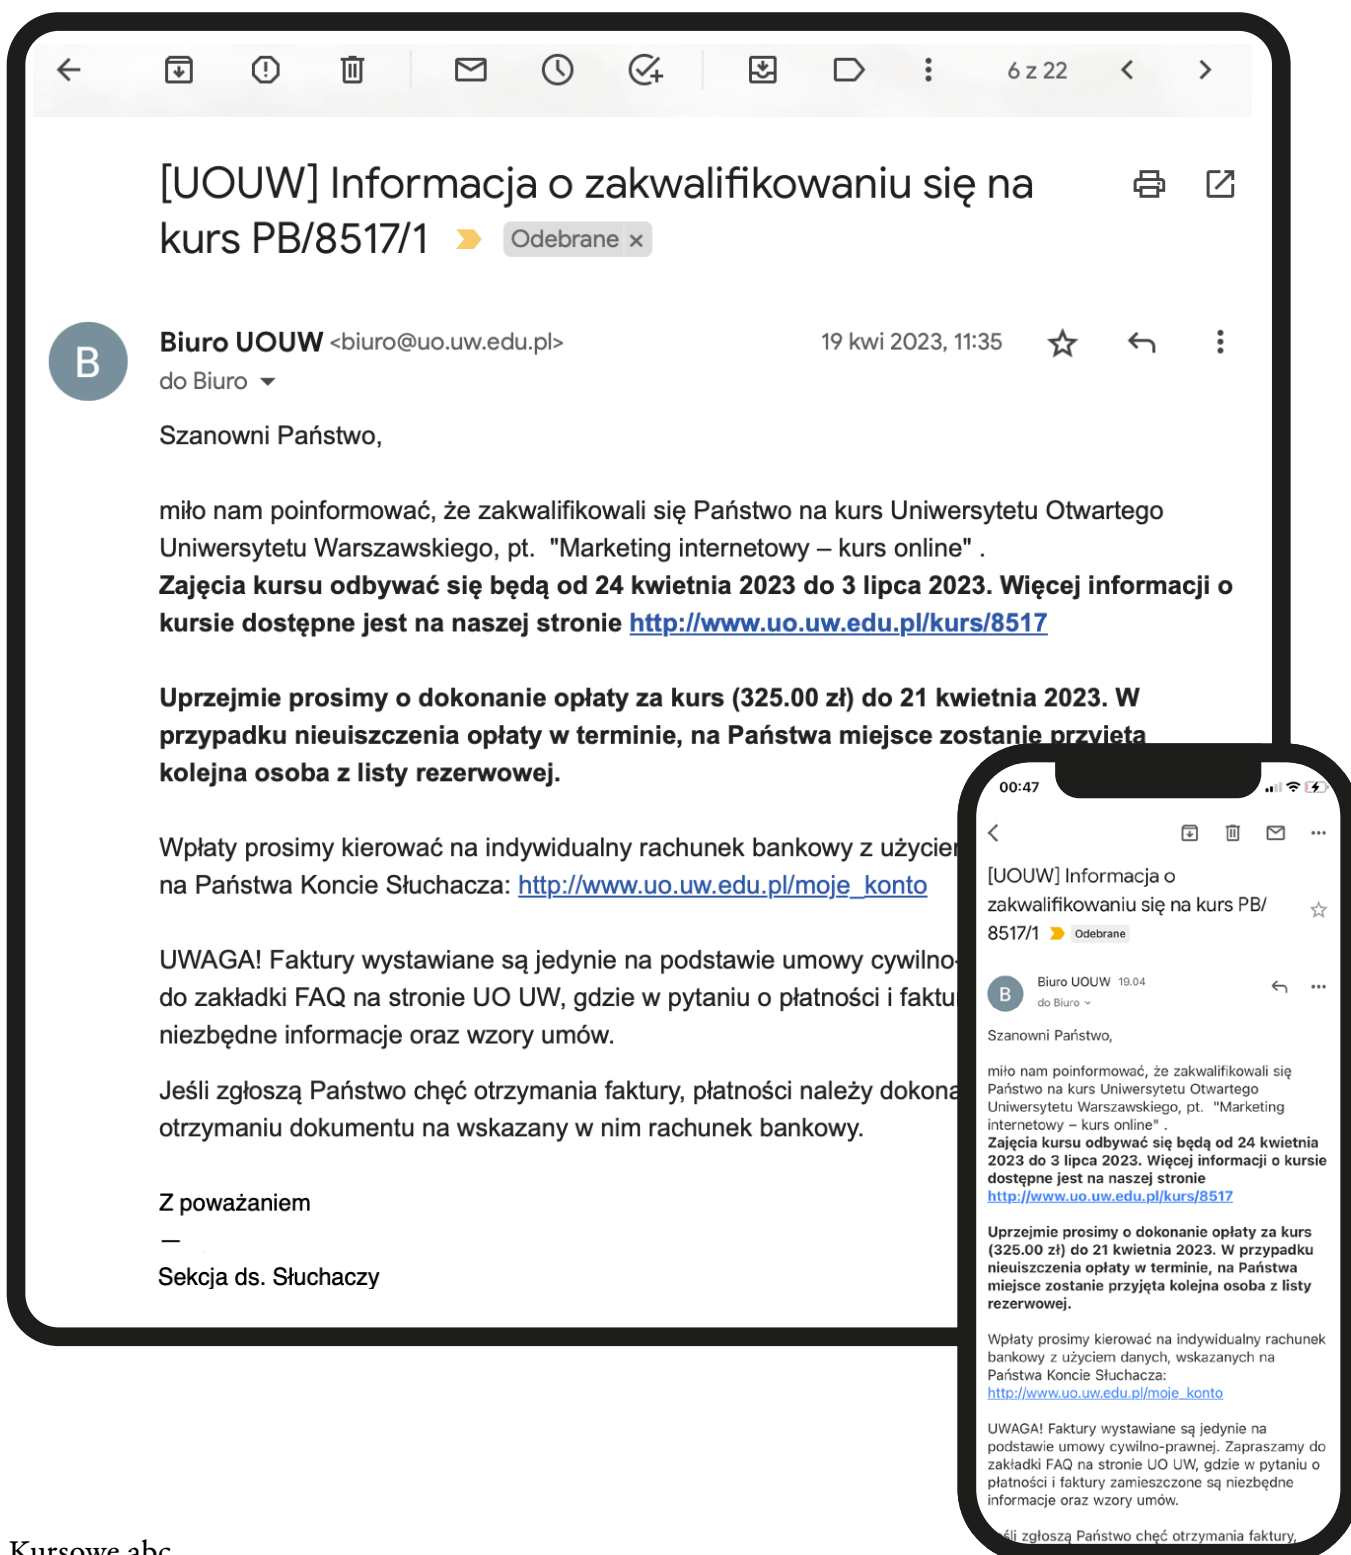 6 z 22
[UOUW] Informacja o zakwalifikowaniu się na
kurs PB/8517/1 Odebrane ×
B
Biuro UOUW <biuro@uo.uw.edu.pl> 19 kwi 2023, 11:35
do Biuro
Szanowni Państwo,
miło nam poinformować, że zakwalifikowali się Państwo na kurs Uniwersytetu Otwartego
Uniwersytetu Warszawskiego, pt. "Marketing internetowy – kurs online" .
Zajęcia kursu odbywać się będą od 24 kwietnia 2023 do 3 lipca 2023. Więcej informacji o
kursie dostępne jest na naszej stronie http://www.uo.uw.edu.pl/kurs/8517
Uprzejmie prosimy o dokonanie opłaty za kurs (325.00 zł) do 21 kwietnia 2023. W
przypadku nieuiszczenia opłaty w terminie, na Państwa miejsce zostanie przyjęta
kolejna osoba z listy rezerwowej.
Wpłaty prosimy kierować na indywidualny rachunek bankowy z użyciem
na Państwa Koncie Słuchacza: http://www.uo.uw.edu.pl/moje_konto
UWAGA! Faktury wystawiane są jedynie na podstawie umowy cywilno-
do zakładki FAQ na stronie UO UW, gdzie w pytaniu o płatności i faktu
niezbędne informacje oraz wzory umów.
Jeśli zgłoszą Państwo chęć otrzymania faktury, płatności należy dokona
otrzymaniu dokumentu na wskazany w nim rachunek bankowy.
Z poważaniem
—
Sekcja ds. Słuchaczy
00:47
[UOUW] Informacja o
zakwalifikowaniu się na kurs PB/
8517/1 Odebrane
B
Biuro UOUW 19.04
do Biuro
Szanowni Państwo,
miło nam poinformować, że zakwalifikowali się
Państwo na kurs Uniwersytetu Otwartego
Uniwersytetu Warszawskiego, pt. "Marketing
internetowy – kurs online" .
Zajęcia kursu odbywać się będą od 24 kwietnia
2023 do 3 lipca 2023. Więcej informacji o kursie
dostępne jest na naszej stronie
http://www.uo.uw.edu.pl/kurs/8517
Uprzejmie prosimy o dokonanie opłaty za kurs
(325.00 zł) do 21 kwietnia 2023. W przypadku
nieuiszczenia opłaty w terminie, na Państwa
miejsce zostanie przyjęta kolejna osoba z listy
rezerwowej.
Wpłaty prosimy kierować na indywidualny rachunek
bankowy z użyciem danych, wskazanych na
Państwa Koncie Słuchacza:
http://www.uo.uw.edu.pl/moje_konto
UWAGA! Faktury wystawiane są jedynie na
podstawie umowy cywilno-prawnej. Zapraszamy do
zakładki FAQ na stronie UO UW, gdzie w pytaniu o
płatności i faktury zamieszczone są niezbędne
informacje oraz wzory umów.
śli zgłoszą Państwo chęć otrzymania faktury,
Kursowe abc